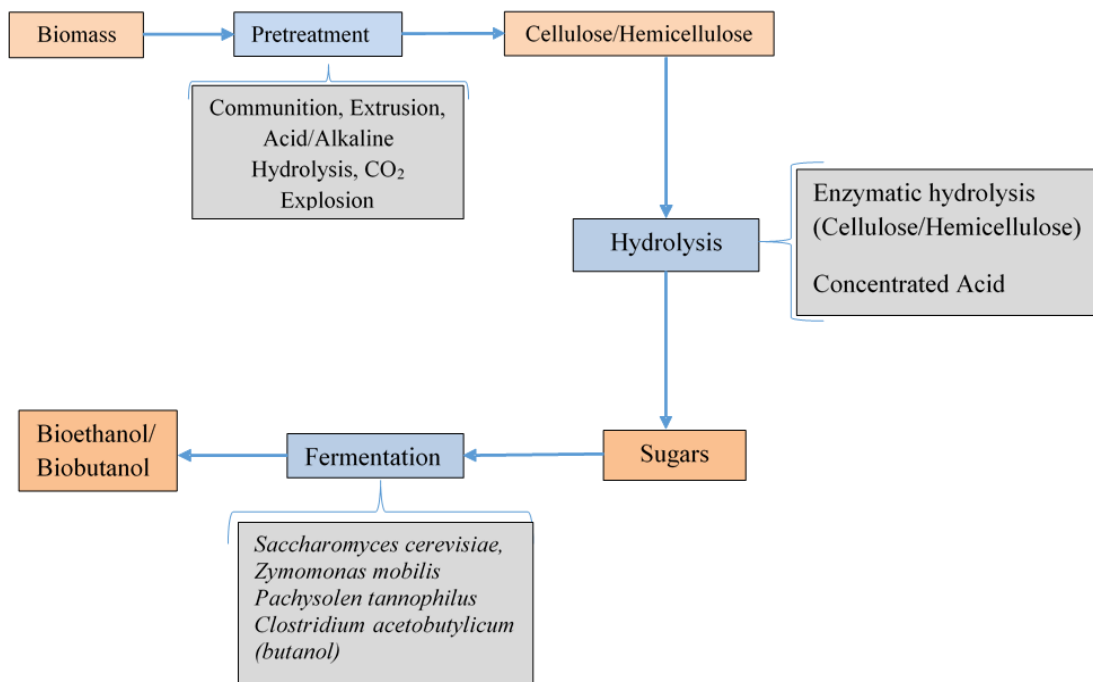 Biomass
Pretreatment
Cellulose/Hemicellulose
Communition, Extrusion,
Acid/Alkaline
Hydrolysis, CO₂
Explosion
Hydrolysis
Enzymatic hydrolysis
(Cellulose/Hemicellulose)
Concentrated Acid
Sugars
Fermentation
Bioethanol/
Biobutanol
Saccharomyces cerevisiae,
Zymomonas mobilis
Pachysolen tannophilus
Clostridium acetobutylicum
(butanol)